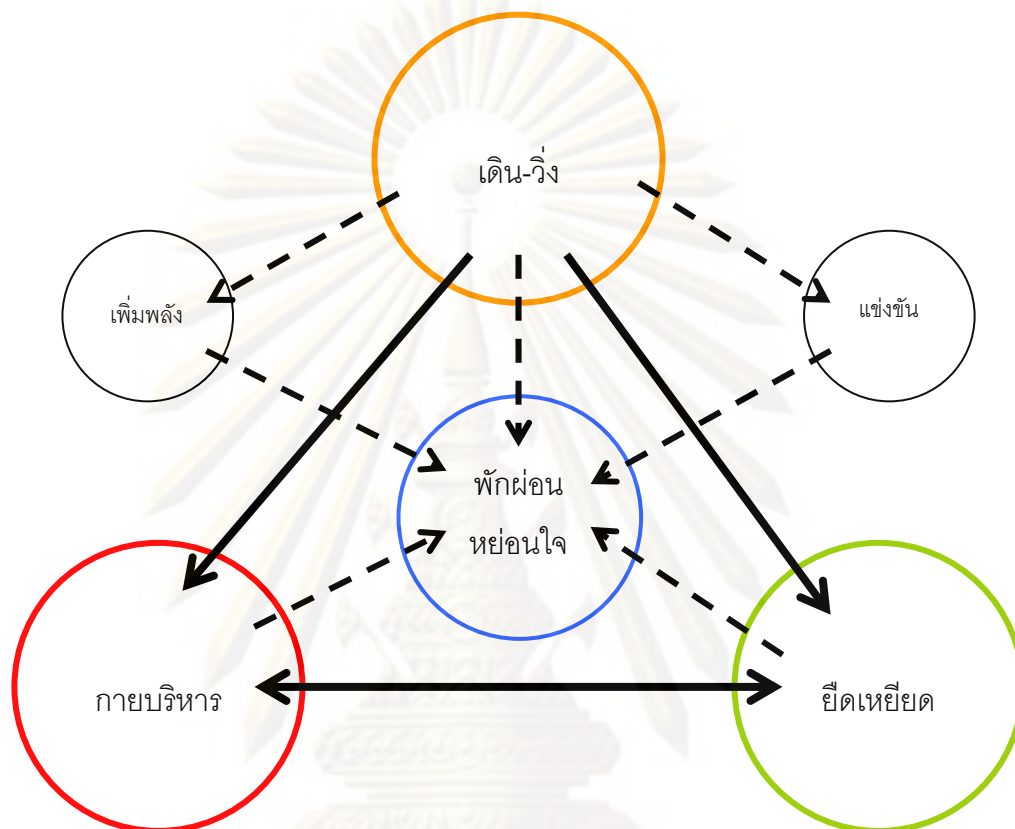 เดิน-วิ่ง
เพิ่มพลัง
แข่งขัน
พักผ่อน
หย่อนใจ
กายบริหาร
ยืดเหยียด